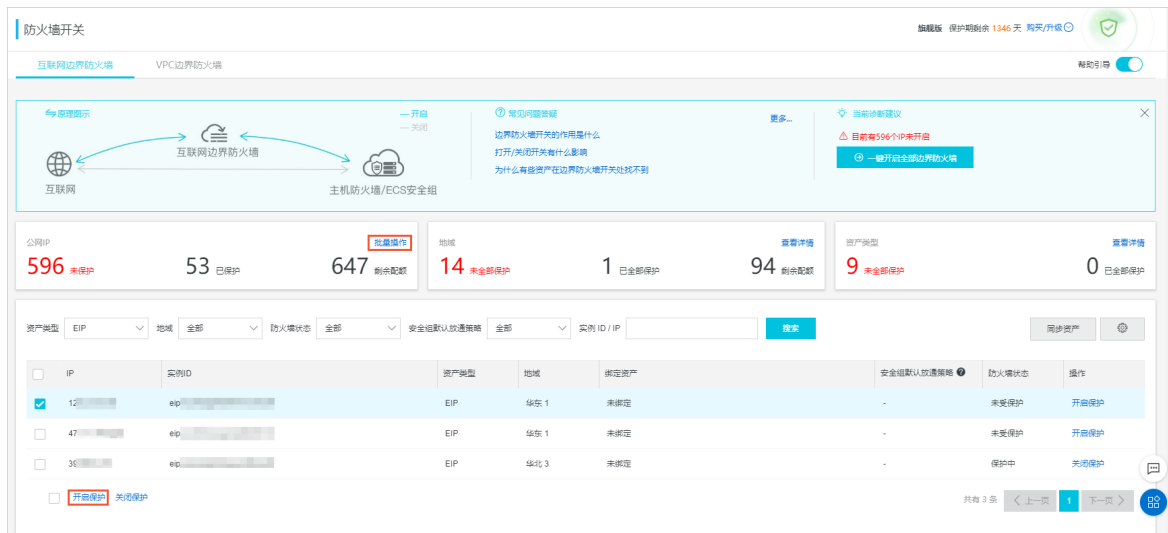 防火墙开关
旗舰版 保护期剩余 1346 天 购买/升级
互联网边界防火墙 VPC边界防火墙
帮助引导
原理图示
开启
关闭
互联网边界防火墙
互联网
主机防火墙/ECS安全组
常见问题答疑
更多...
边界防火墙开关的作用是什么
打开/关闭开关有什么影响
为什么有些资产在边界防火墙开关处找不到
当前诊断建议
目前有596个IP未开启
一键开启全部边界防火墙
公网IP 批量操作
596 未保护 53 已保护 647 剩余配额
地域 查看详情
14 未全部保护 1 已全部保护 94 剩余配额
资产类型 查看详情
9 未全部保护 0 已全部保护
资产类型 EIP 地域 全部 防火墙状态 全部 安全组默认放通策略 全部 实例 ID / IP 搜索 同步资产
IP 实例ID 资产类型 地域 绑定资产 安全组默认放通策略 防火墙状态 操作
12 eip EIP 华东 1 未绑定 - 未受保护 开启保护
47 eip EIP 华东 1 未绑定 - 未受保护 开启保护
39 eip EIP 华北 3 未绑定 - 保护中 关闭保护
开启保护 关闭保护
共有 3 条 上一页 1 下一页